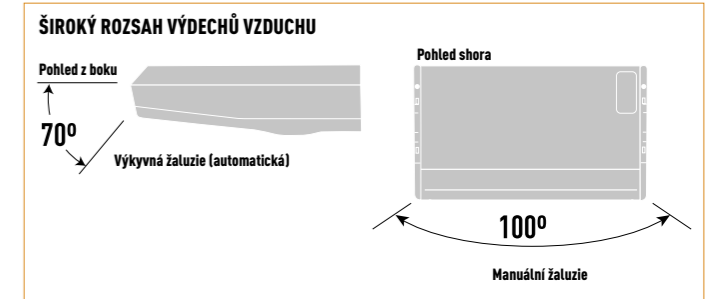 ŠIROKÝ ROZSAH VÝDECHŮ VZDUCHU
Pohled z boku
70º
Výkyvná žaluzie (automatická)
Pohled shora
100º
Manuální žaluzie